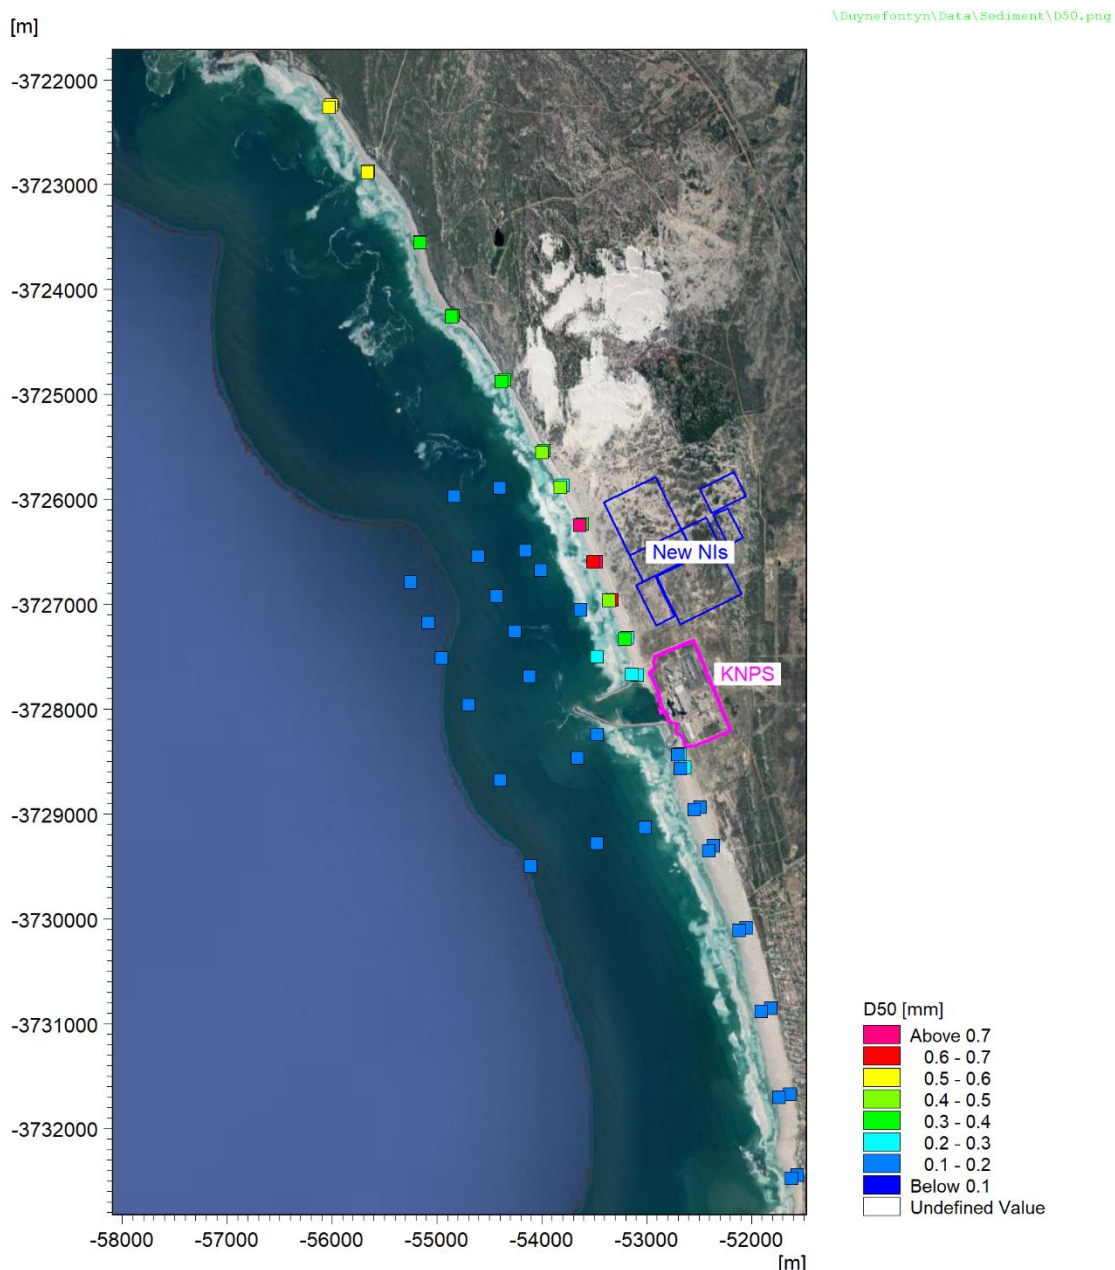 \Duynefontyn\Data\Sediment\D50.png
[m]
-3722000
-3723000
-3724000
-3725000
-3726000
New NIs
-3727000
KNPS
-3728000
-3729000
-3730000
-3731000
-3732000
D50 [mm]
Above 0.7
0.6 - 0.7
0.5 - 0.6
0.4 - 0.5
0.3 - 0.4
0.2 - 0.3
0.1 - 0.2
Below 0.1
Undefined Value
-58000 -57000 -56000 -55000 -54000 -53000 -52000
[m]